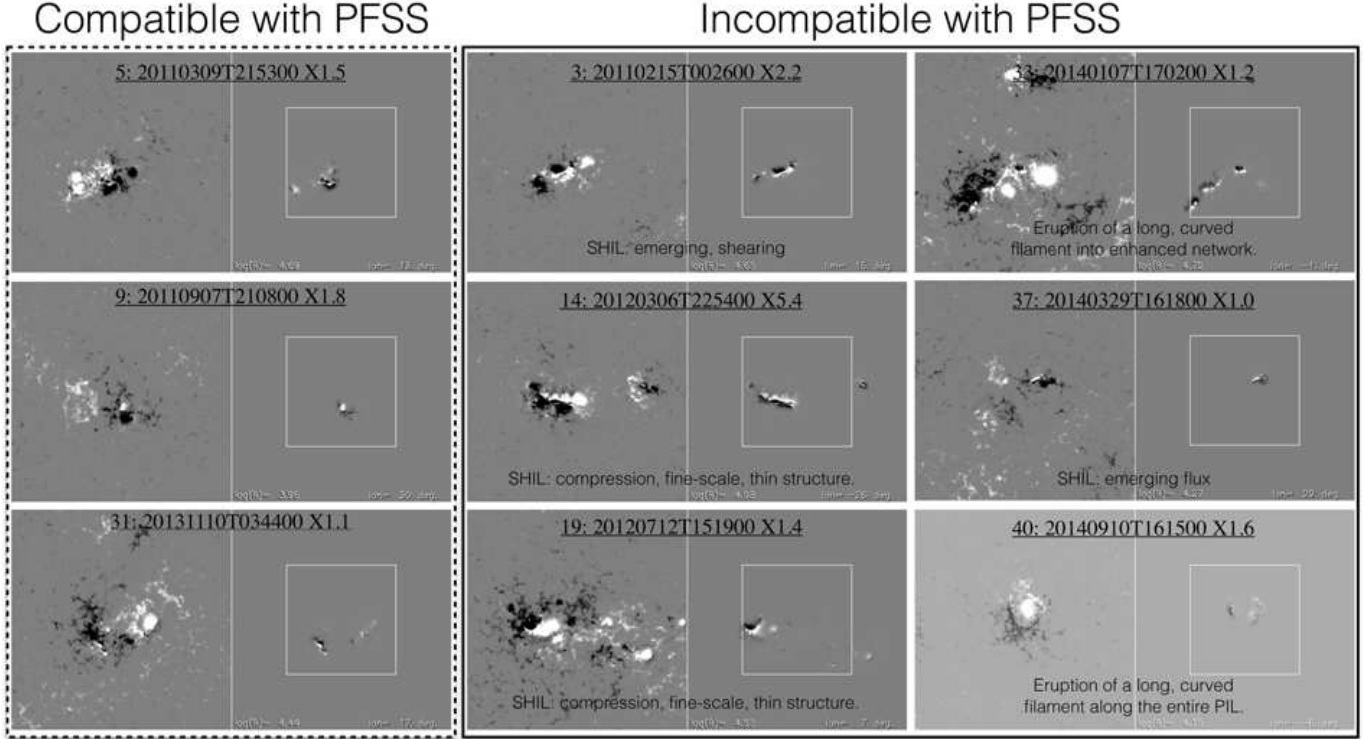 Compatible with PFSS
Incompatible with PFSS
5: 20110309T215300 X1.5
3: 20110215T002600 X2.2
33: 20140107T170200 X1.2
SHIL: emerging, shearing
Eruption of a long, curved
filament into enhanced network.
9: 20110907T210800 X1.8
14: 20120306T225400 X5.4
37: 20140329T161800 X1.0
SHIL: compression, fine-scale, thin structure.
SHIL: emerging flux
31: 20131110T034400 X1.1
19: 20120712T151900 X1.4
40: 20140910T161500 X1.6
SHIL: compression, fine-scale, thin structure.
Eruption of a long, curved
filament along the entire PIL.